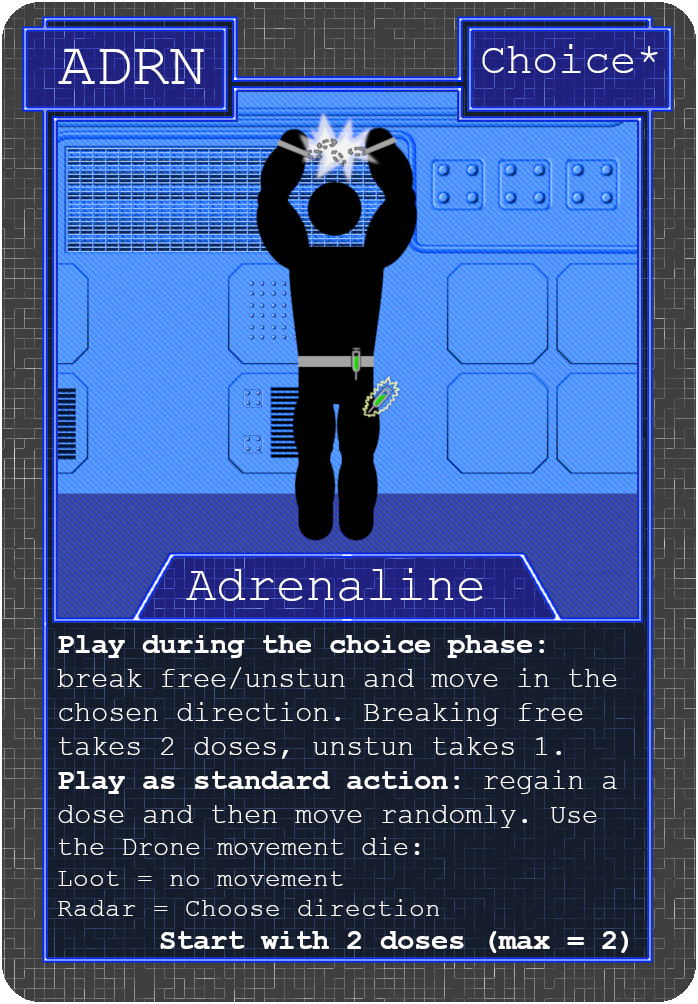 ADRN
Choice*
Adrenaline
Play during the choice phase:
break free/unstun and move in the
chosen direction. Breaking free
takes 2 doses, unstun takes 1.
Play as standard action: regain a
dose and then move randomly. Use
the Drone movement die:
Loot = no movement
Radar = Choose direction
Start with 2 doses (max = 2)